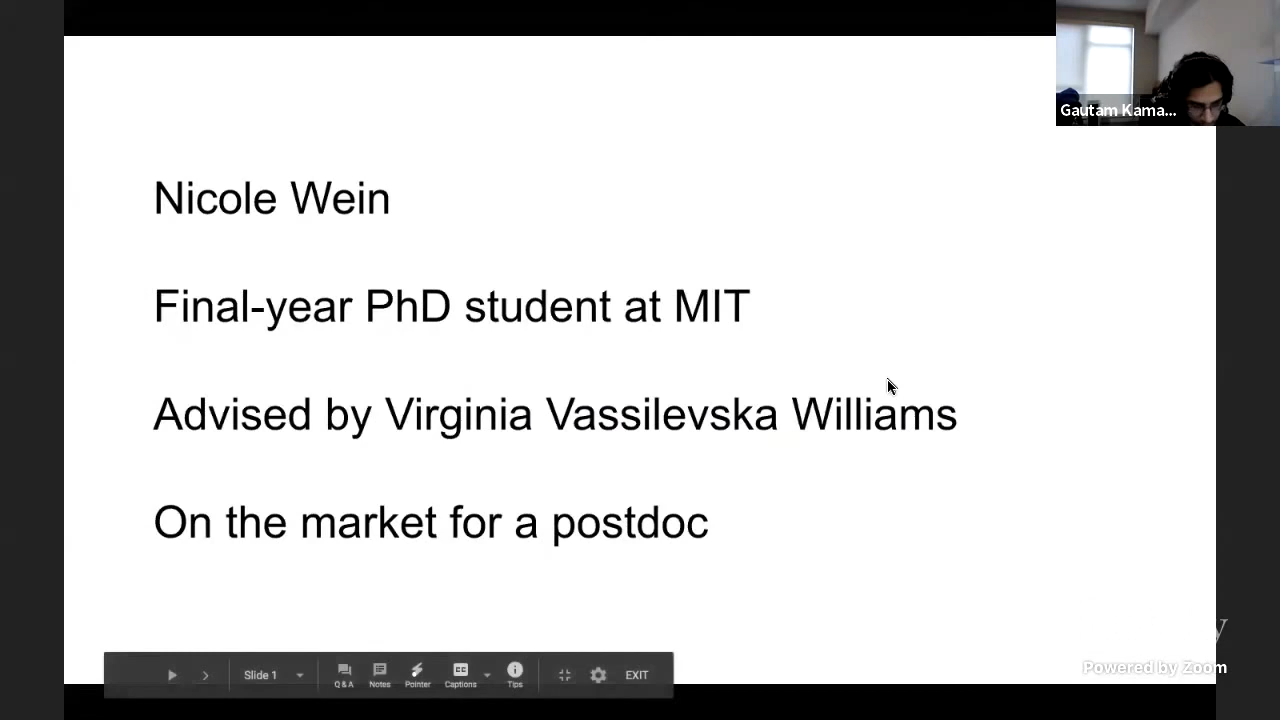 Gautam Kama...
Nicole Wein
Final-year PhD student at MIT
Advised by Virginia Vassilevska Williams
On the market for a postdoc
y
Powered by Zoom
Slide 1
Q & A
Notes
Pointer
Captions
Tips
EXIT